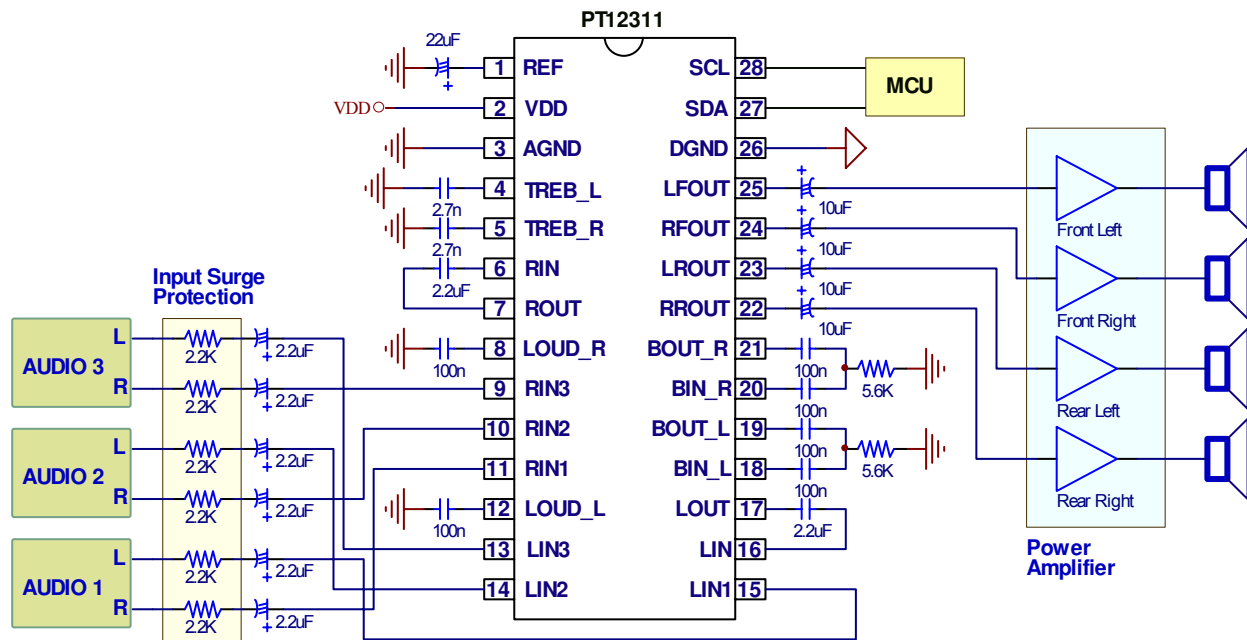 PT12311
22uF
+
1 REF
SCL 28
MCU
VDD
2 VDD
SDA 27
3 AGND
DGND 26
4 TREB_L
2.7n
LFOUT 25
+
10uF
Front Left
5 TREB_R
2.7n
RFOUT 24
+
10uF
Front Right
6 RIN
2.2uF
LROUT 23
+
10uF
Rear Left
7 ROUT
RROUT 22
+
10uF
Rear Right
Power
Amplifier
8 LOUD_R
100n
BOUT_R 21
100n
9 RIN3
BIN_R 20
100n
5.6K
10 RIN2
BOUT_L 19
100n
11 RIN1
BIN_L 18
100n
5.6K
12 LOUD_L
100n
LOUT 17
2.2uF
13 LIN3
LIN 16
14 LIN2
LIN1 15
Input Surge
Protection
AUDIO 3
L
2.2K
+ 2.2uF
R
2.2K
+ 2.2uF
AUDIO 2
L
2.2K
+ 2.2uF
R
2.2K
+ 2.2uF
AUDIO 1
L
2.2K
+ 2.2uF
R
2.2K
+ 2.2uF